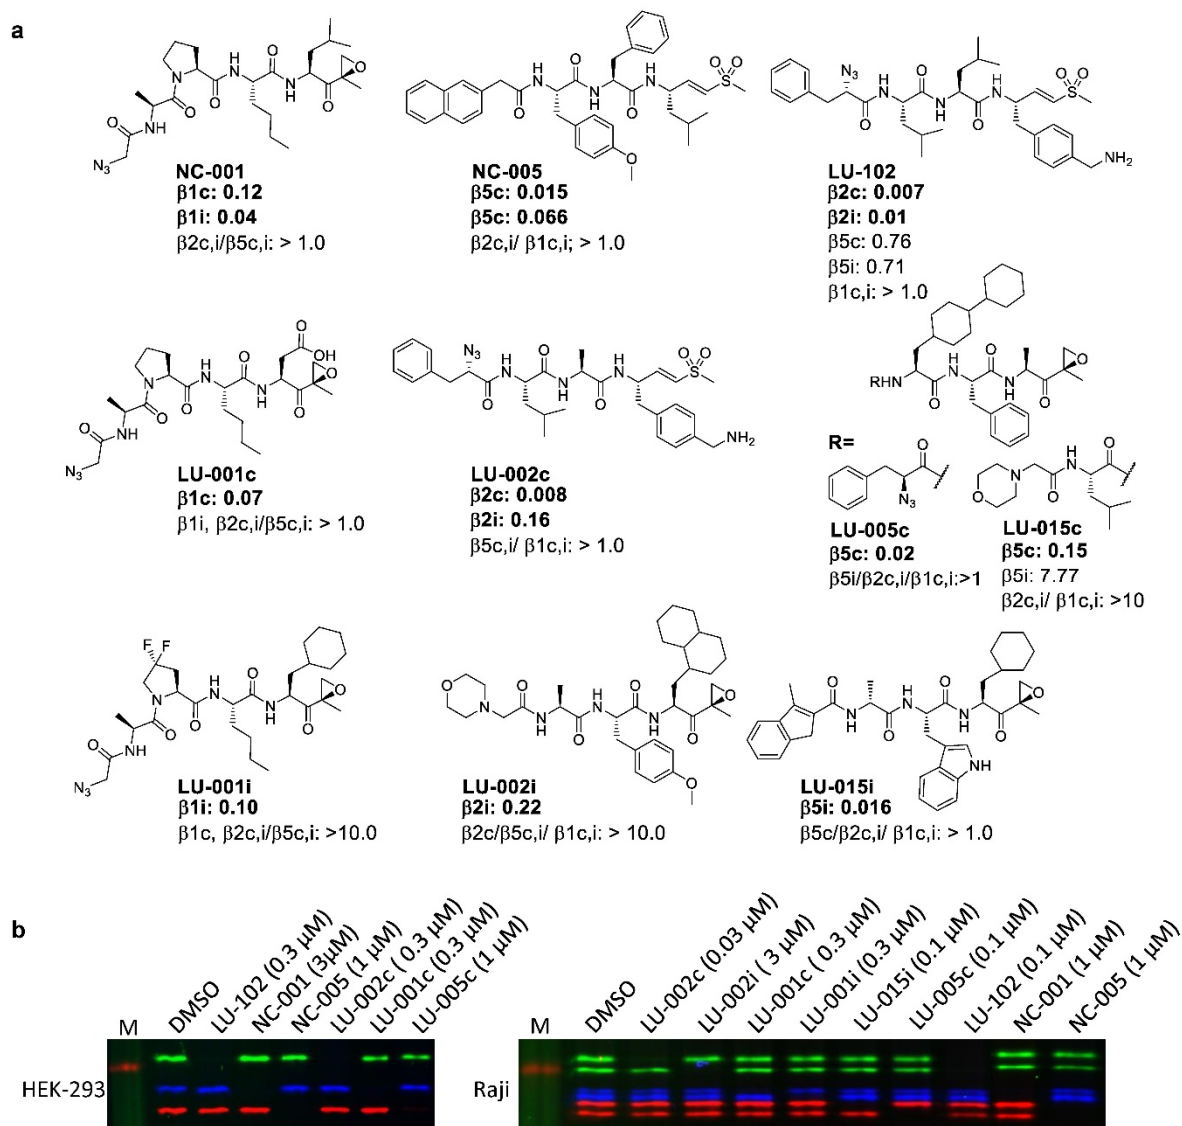 a
NC-001
β1c: 0.12
β1i: 0.04
β2c,i/β5c,i: > 1.0
NC-005
β5c: 0.015
β5c: 0.066
β2c,i/ β1c,i; > 1.0
LU-102
β2c: 0.007
β2i: 0.01
β5c: 0.76
β5i: 0.71
β1c,i: > 1.0
LU-001c
β1c: 0.07
β1i, β2c,i/β5c,i: > 1.0
LU-002c
β2c: 0.008
β2i: 0.16
β5c,i/ β1c,i: > 1.0
R=
LU-005c
β5c: 0.02
β5i/β2c,i/β1c,i:>1
LU-015c
β5c: 0.15
β5i: 7.77
β2c,i/ β1c,i: >10
LU-001i
β1i: 0.10
β1c, β2c,i/β5c,i: >10.0
LU-002i
β2i: 0.22
β2c/β5c,i/ β1c,i: > 10.0
LU-015i
β5i: 0.016
β5c/β2c,i/ β1c,i: > 1.0
b
HEK-293
M
DMSO
LU-102 (0.3 µM)
NC-001 (3µM)
NC-005 (1 µM)
LU-002c ( 0.3 µM)
LU-001c (0.3 µM)
LU-005c (1 µM)
Raji
M
DMSO
LU-002c (0.03 µM)
LU-002i ( 3 µM)
LU-001c ( 0.3 µM)
LU-001i (0.3 µM)
LU-015i (0.1 µM)
LU-005c (0.1 µM)
LU-102 (0.1 µM)
NC-001 (1 µM)
NC-005 (1 µM)